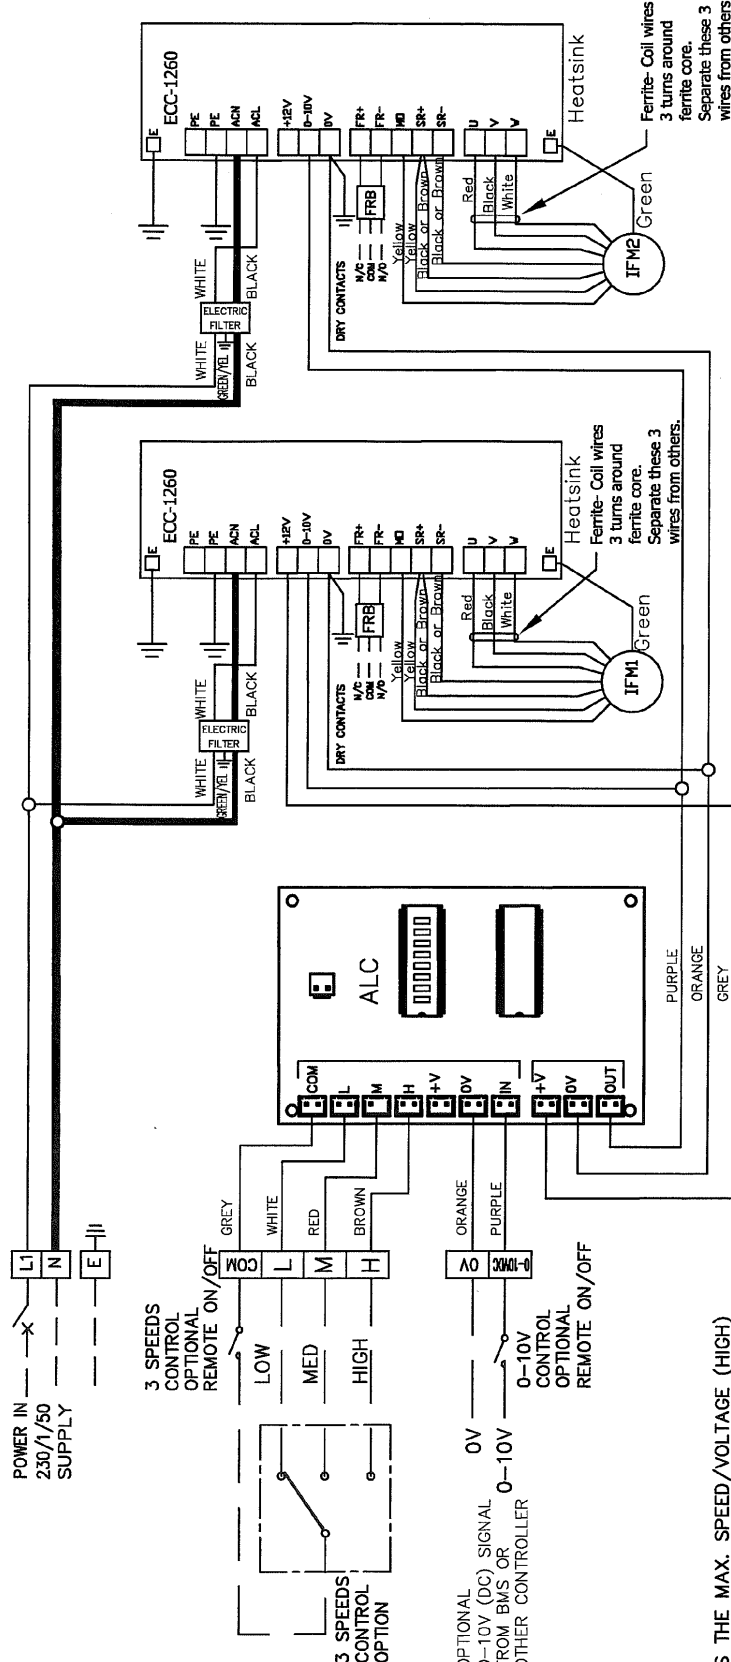 Heatsink
Ferrite- Coil wires
3 turns around
ferrite core.
Separate these 3
wires from others
ECC-1260
E
PE
PE
ACN
ACL
+12V
0-10V
0V
FR+
FR-
MO
SR+
SR-
U
V
W
E
FRB
N/C
COM
N/O
DRY CONTACTS
Yellow
Yellow
Black or Brown
Black or Brown
Red
Black
White
Green
IFM2
WHITE
BLACK
ELECTRIC
FILTER
WHITE
GREEN/YEL
BLACK
ECC-1260
E
PE
PE
ACN
ACL
+12V
0-10V
0V
FR+
FR-
MO
SR+
SR-
U
V
W
E
Heatsink
Ferrite- Coil wires
3 turns around
ferrite core.
Separate these 3
wires from others.
FRB
N/C
COM
N/O
DRY CONTACTS
Yellow
Yellow
Black or Brown
Black or Brown
Red
Black
White
Green
IFM1
WHITE
BLACK
ELECTRIC
FILTER
WHITE
GREEN/YEL
BLACK
ALC
COM
L
M
H
+V
0V
IN
+V
0V
OUT
PURPLE
ORANGE
GREY
GREY
WHITE
RED
BROWN
ORANGE
PURPLE
L1
N
E
COM
L
M
H
0V
0-10VDC
POWER IN
230/1/50
SUPPLY
3 SPEEDS
CONTROL
OPTIONAL
REMOTE ON/OFF
LOW
MED
HIGH
0-10V
CONTROL
OPTIONAL
REMOTE ON/OFF
0V
0-10V
3 SPEEDS
CONTROL
OPTION
OPTIONAL
0-10V (DC) SIGNAL
FROM BMS OR
OTHER CONTROLLER
S THE MAX. SPEED/VOLTAGE (HIGH)